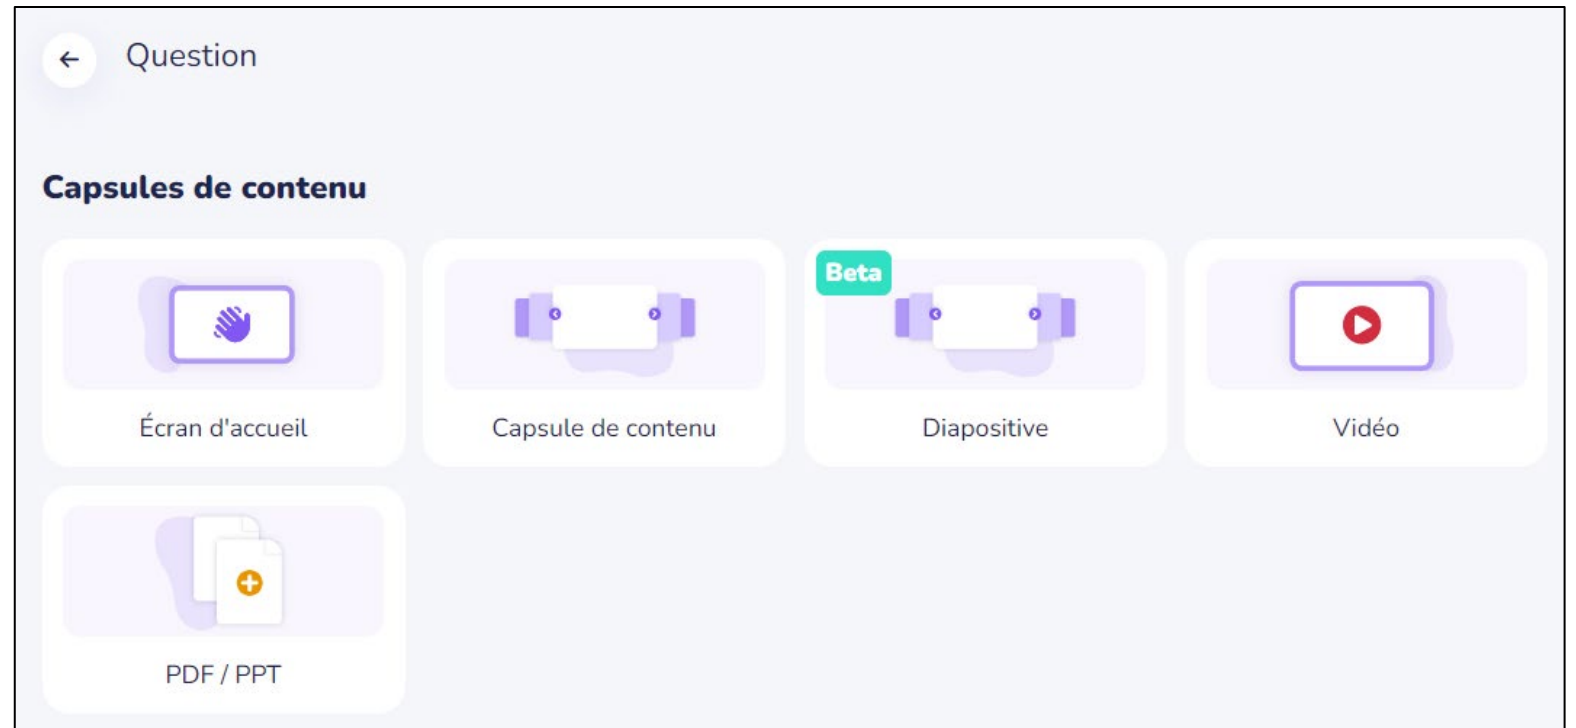 Question
Capsules de contenu
Beta
Écran d'accueil
Capsule de contenu
Diapositive
Vidéo
PDF / PPT